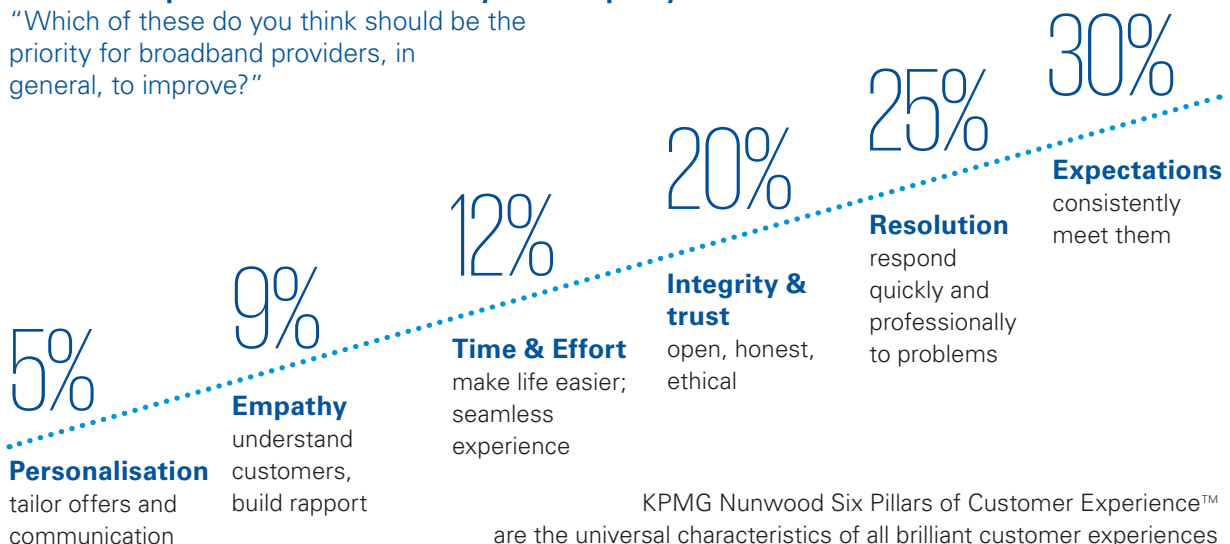 “Which of these do you think should be the
priority for broadband providers, in
general, to improve?”
5%
Personalisation
tailor offers and
communication
9%
Empathy
understand
customers,
build rapport
12%
Time & Effort
make life easier;
seamless
experience
20%
Integrity &
trust
open, honest,
ethical
25%
Resolution
respond
quickly and
professionally
to problems
30%
Expectations
consistently
meet them
KPMG Nunwood Six Pillars of Customer Experience™
are the universal characteristics of all brilliant customer experiences